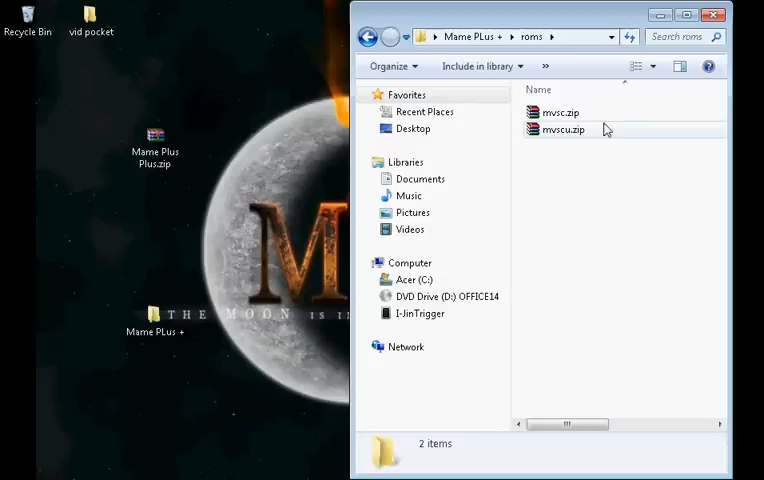 Recycle Bin
vid pocket
Mame Plus
Plus.zip
Mame PLus +
M
THE MOON IS IN
Mame PLus +
roms
Search roms
Organize
Include in library
»
Name
Favorites
Recent Places
Desktop
Libraries
Documents
Music
Pictures
Videos
Computer
Acer (C:)
DVD Drive (D:) OFFICE14
I-JinTrigger
Network
mvsc.zip
mvscu.zip
2 items